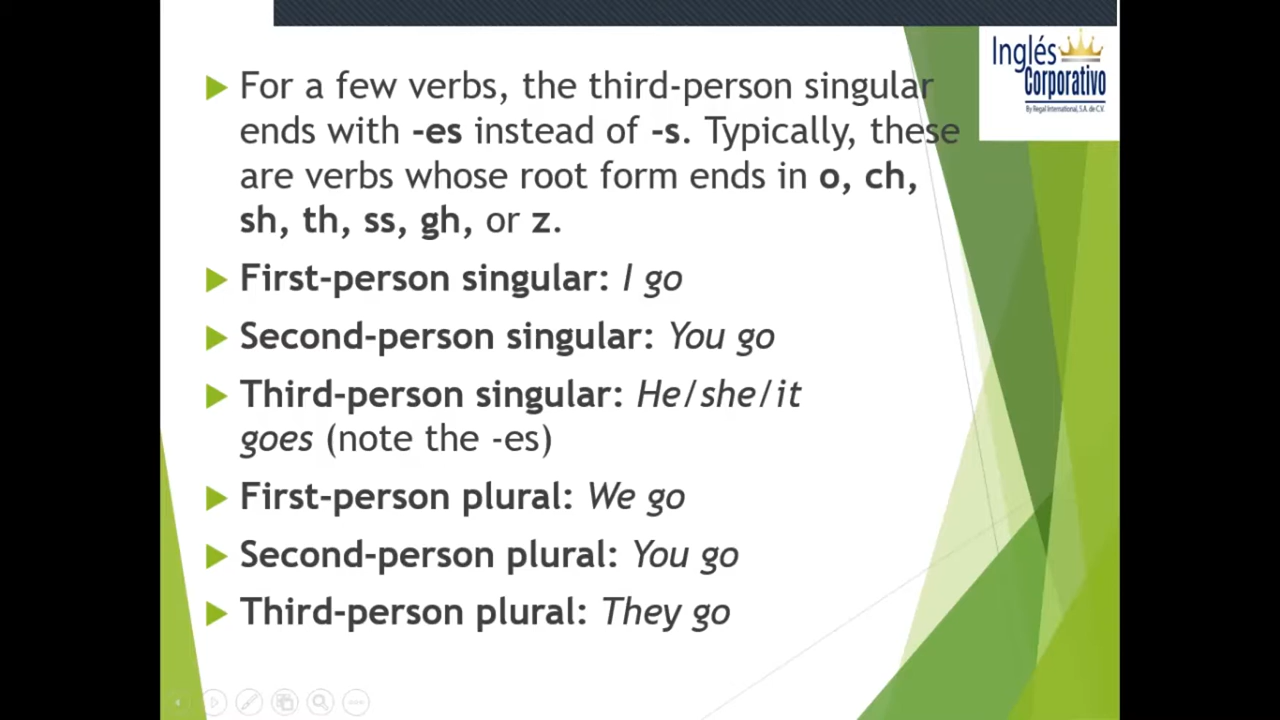 For a few verbs, the third-person singular
ends with -es instead of -s. Typically, these
are verbs whose root form ends in o, ch,
sh, th, ss, gh, or z.
First-person singular: I go
Second-person singular: You go
Third-person singular: He/she/it
goes (note the -es)
First-person plural: We go
Second-person plural: You go
Third-person plural: They go
Inglés
Corporativo
By Regal International, S.A. de C.V.